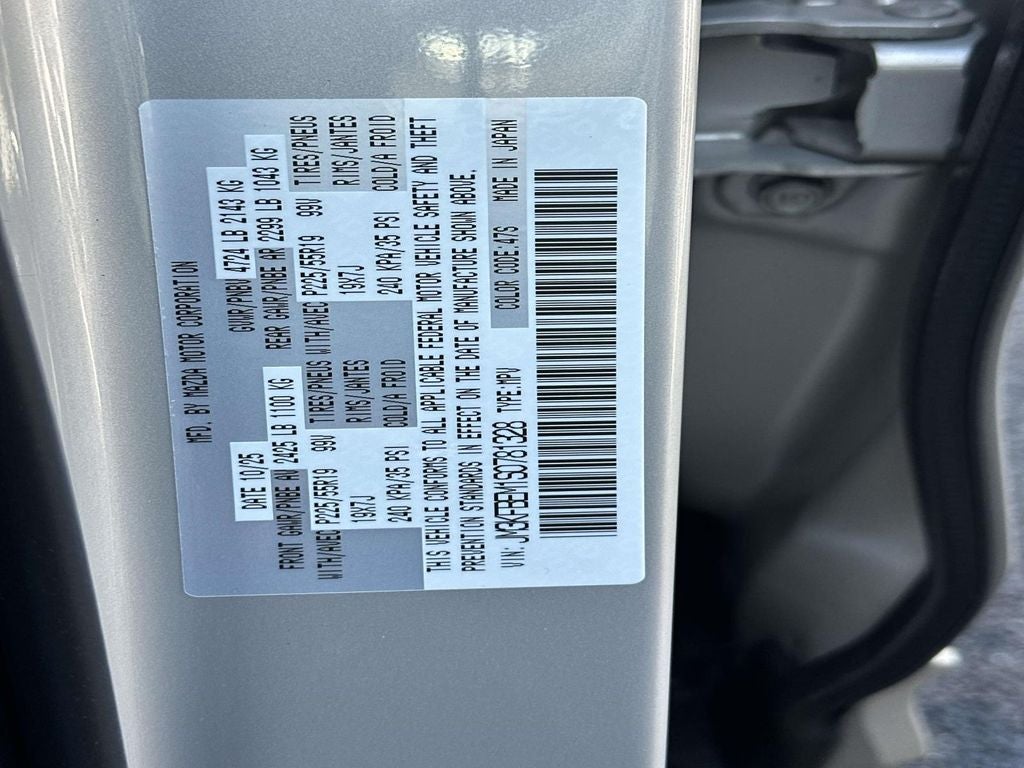 MFD. BY MAZDA MOTOR CORPORATION
DATE 10/25 GVWR/PNBV 4724 LB 2143 KG
FRONT GAWR/PNBE AV 2425 LB 1100 KG REAR GAWR/PNBE AR 2299 LB 1043 KG
WITH/AVEC P225/55R19 99V TIRES/PNEUS WITH/AVEC P225/55R19 99V TIRES/PNEUS
19X7J RIMS/JANTES 19X7J RIMS/JANTES
240 KPA/35 PSI COLD/A FROID 240 KPA/35 PSI COLD/A FROID
THIS VEHICLE CONFORMS TO ALL APPLICABLE FEDERAL MOTOR VEHICLE SAFETY AND THEFT
PREVENTION STANDARDS IN EFFECT ON THE DATE OF MANUFACTURE SHOWN ABOVE.
VIN: JM3KFBEM1S0781328 TYPE:MPV COLOR CODE:47S MADE IN JAPAN